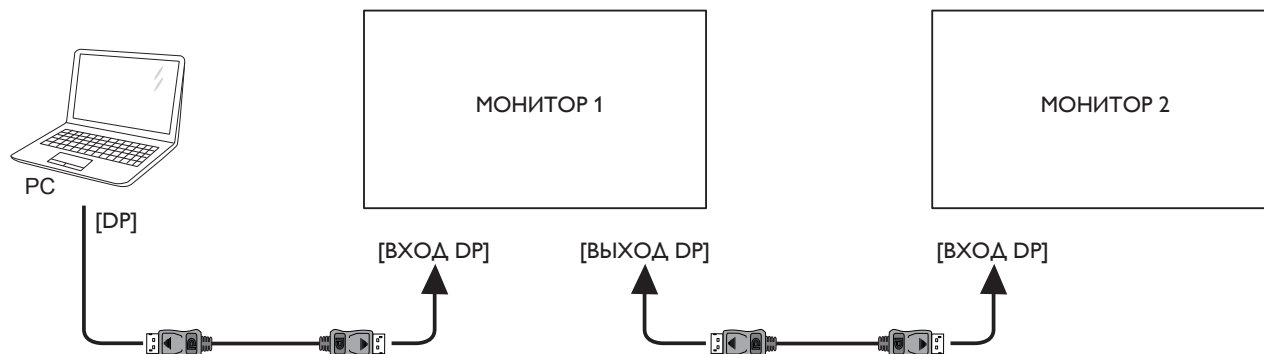 МОНИТОР 1
МОНИТОР 2
PC
[DP]
[ВХОД DP]
[ВЫХОД DP]
[ВХОД DP]